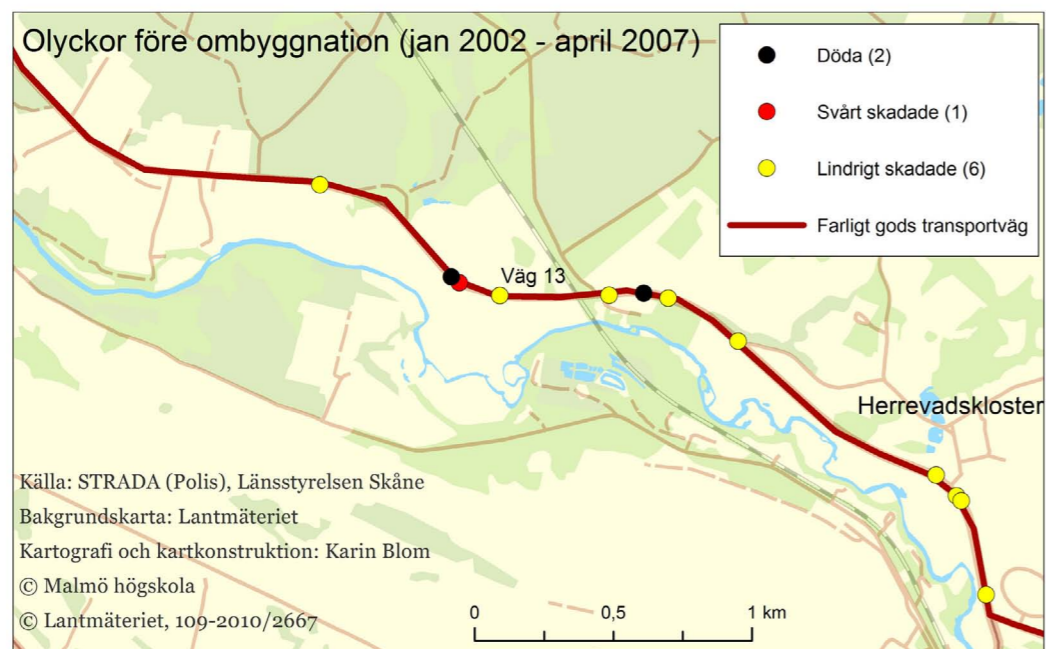 Olyckor före ombyggnation (jan 2002 - april 2007)
Döda (2)
Svårt skadade (1)
Lindrigt skadade (6)
Farligt gods transportväg
Väg 13
Herrevadskloster
Källa: STRADA (Polis), Länsstyrelsen Skåne
Bakgrundskarta: Lantmäteriet
Kartografi och kartkonstruktion: Karin Blom
© Malmö högskola
© Lantmäteriet, 109-2010/2667
0 0,5 1 km